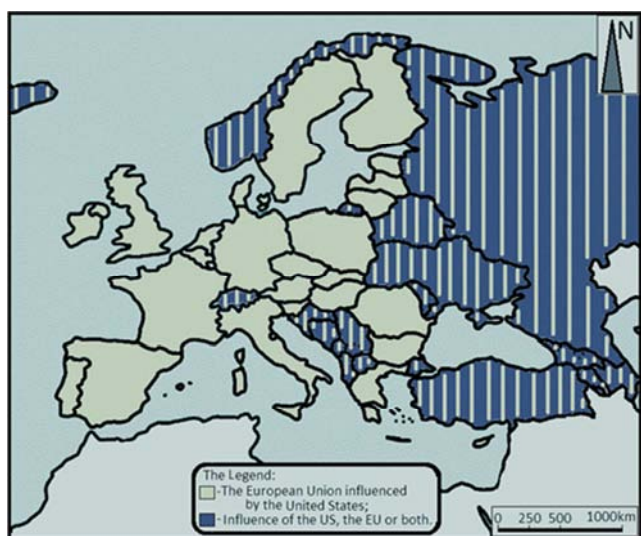 N
The Legend:
-The European Union influenced
by the United States;
-Influence of the US, the EU or both.
0 250 500 1000km